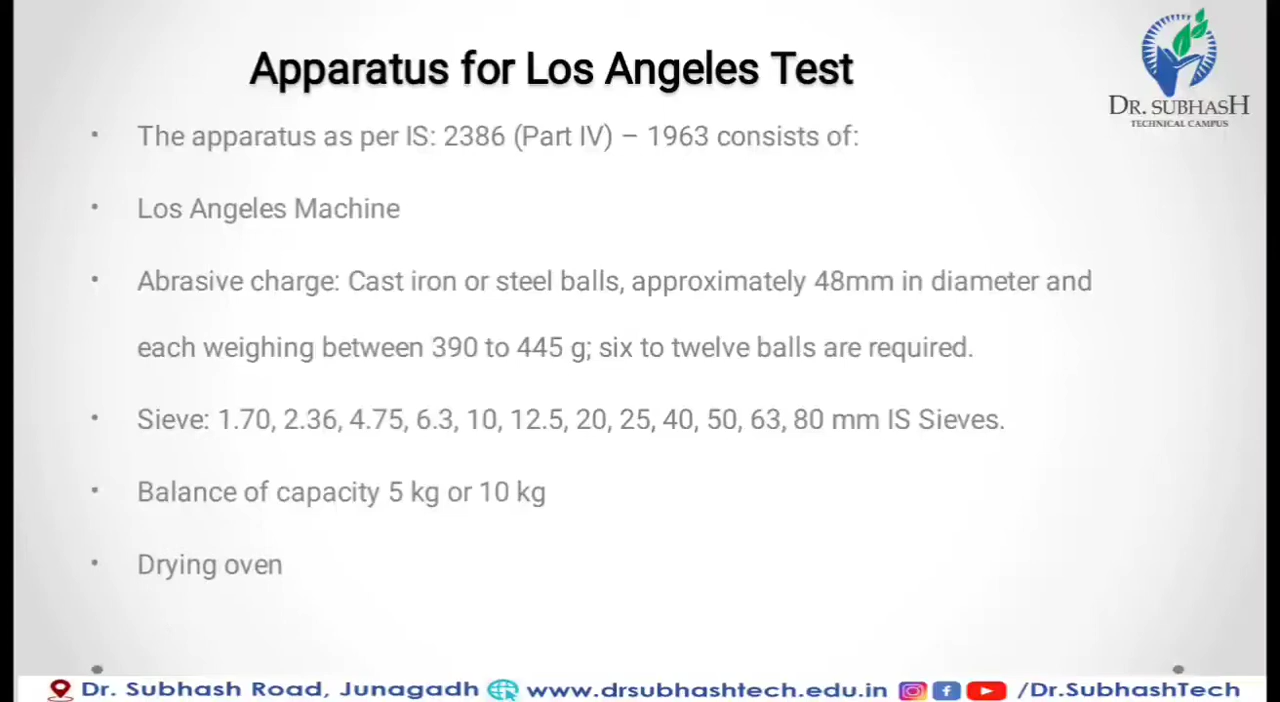 Apparatus for Los Angeles Test
DR. SUBHASH
TECHNICAL CAMPUS
• The apparatus as per IS: 2386 (Part IV) – 1963 consists of:
• Los Angeles Machine
• Abrasive charge: Cast iron or steel balls, approximately 48mm in diameter and
each weighing between 390 to 445 g; six to twelve balls are required.
• Sieve: 1.70, 2.36, 4.75, 6.3, 10, 12.5, 20, 25, 40, 50, 63, 80 mm IS Sieves.
• Balance of capacity 5 kg or 10 kg
• Drying oven
Dr. Subhash Road, Junagadh www.drsubhashtech.edu.in /Dr.SubhashTech